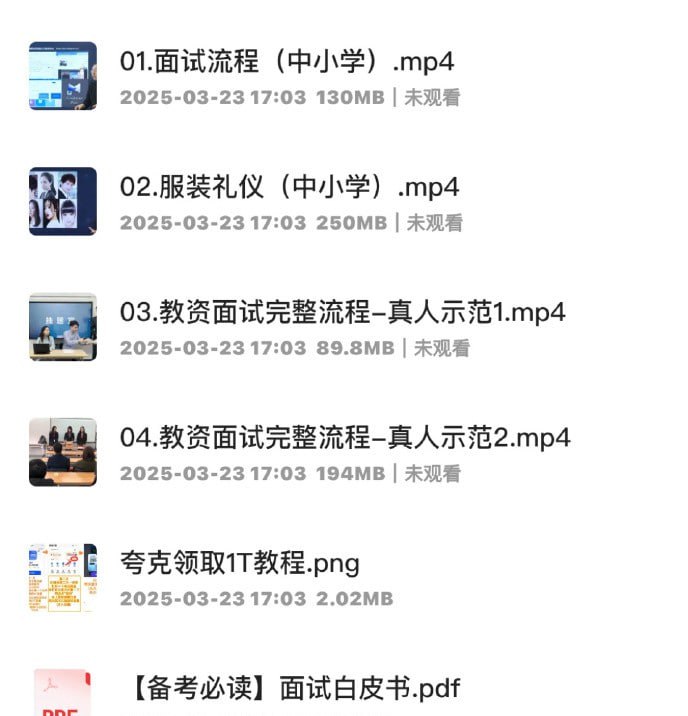 01.面试流程（中小学）.mp4
2025-03-23 17:03 130MB | 未观看
02.服装礼仪（中小学）.mp4
2025-03-23 17:03 250MB | 未观看
03.教资面试完整流程-真人示范1.mp4
2025-03-23 17:03 89.8MB | 未观看
04.教资面试完整流程-真人示范2.mp4
2025-03-23 17:03 194MB | 未观看
夸克领取1T教程.png
2025-03-23 17:03 2.02MB
【备考必读】面试白皮书.pdf